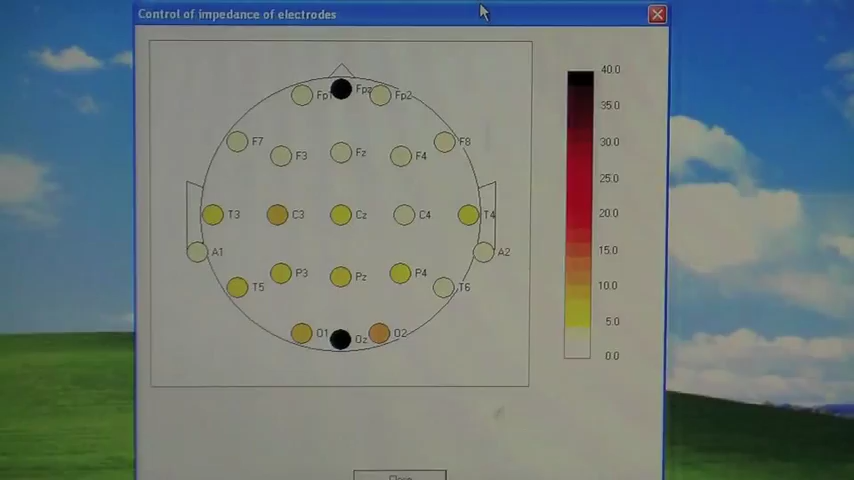 Control of impedance of electrodes
Fp1
Fpz
Fp2
F7
F3
Fz
F4
F8
T3
C3
Cz
C4
T4
A1
A2
T5
P3
Pz
P4
T6
O1
Oz
O2
40.0
35.0
30.0
25.0
20.0
15.0
10.0
5.0
0.0
Close